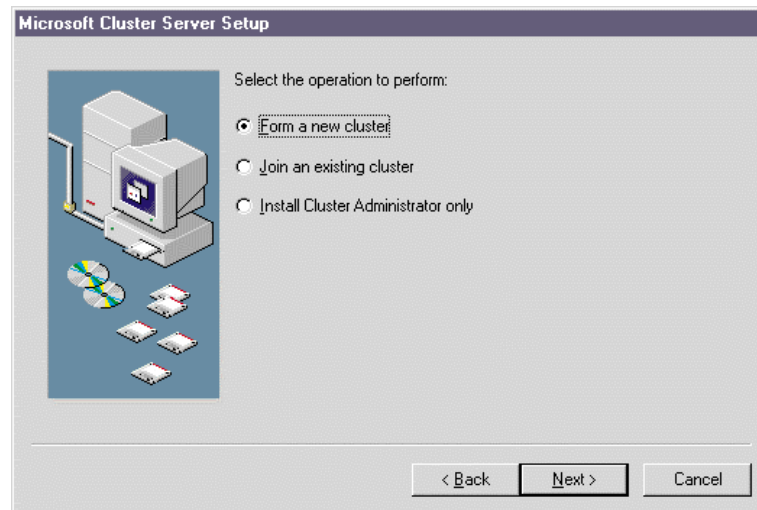 Microsoft Cluster Server Setup
Select the operation to perform:
Form a new cluster
Join an existing cluster
Install Cluster Administrator only
< Back
Next >
Cancel